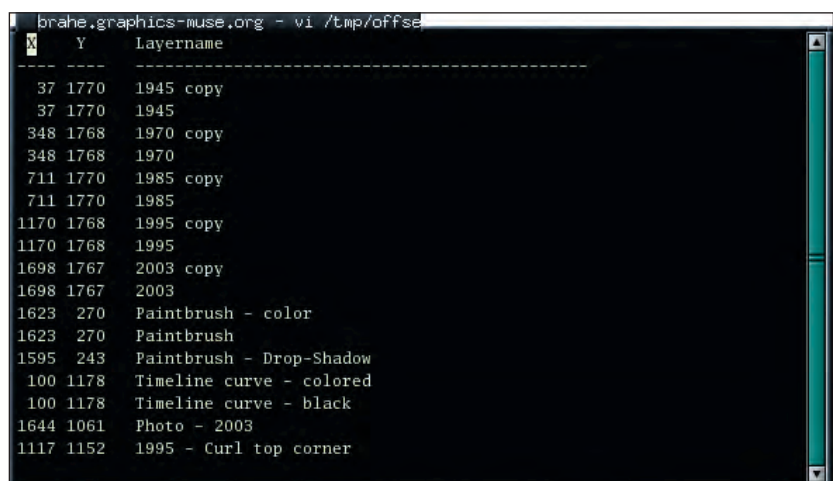 brahe.graphics-muse.org - vi /tmp/offse
X Y Layername
---- ---- ----------------------------------------------
37 1770 1945 copy
37 1770 1945
348 1768 1970 copy
348 1768 1970
711 1770 1985 copy
711 1770 1985
1170 1768 1995 copy
1170 1768 1995
1698 1767 2003 copy
1698 1767 2003
1623 270 Paintbrush - color
1623 270 Paintbrush
1595 243 Paintbrush - Drop-Shadow
100 1178 Timeline curve - colored
100 1178 Timeline curve - black
1644 1061 Photo - 2003
1117 1152 1995 - Curl top corner